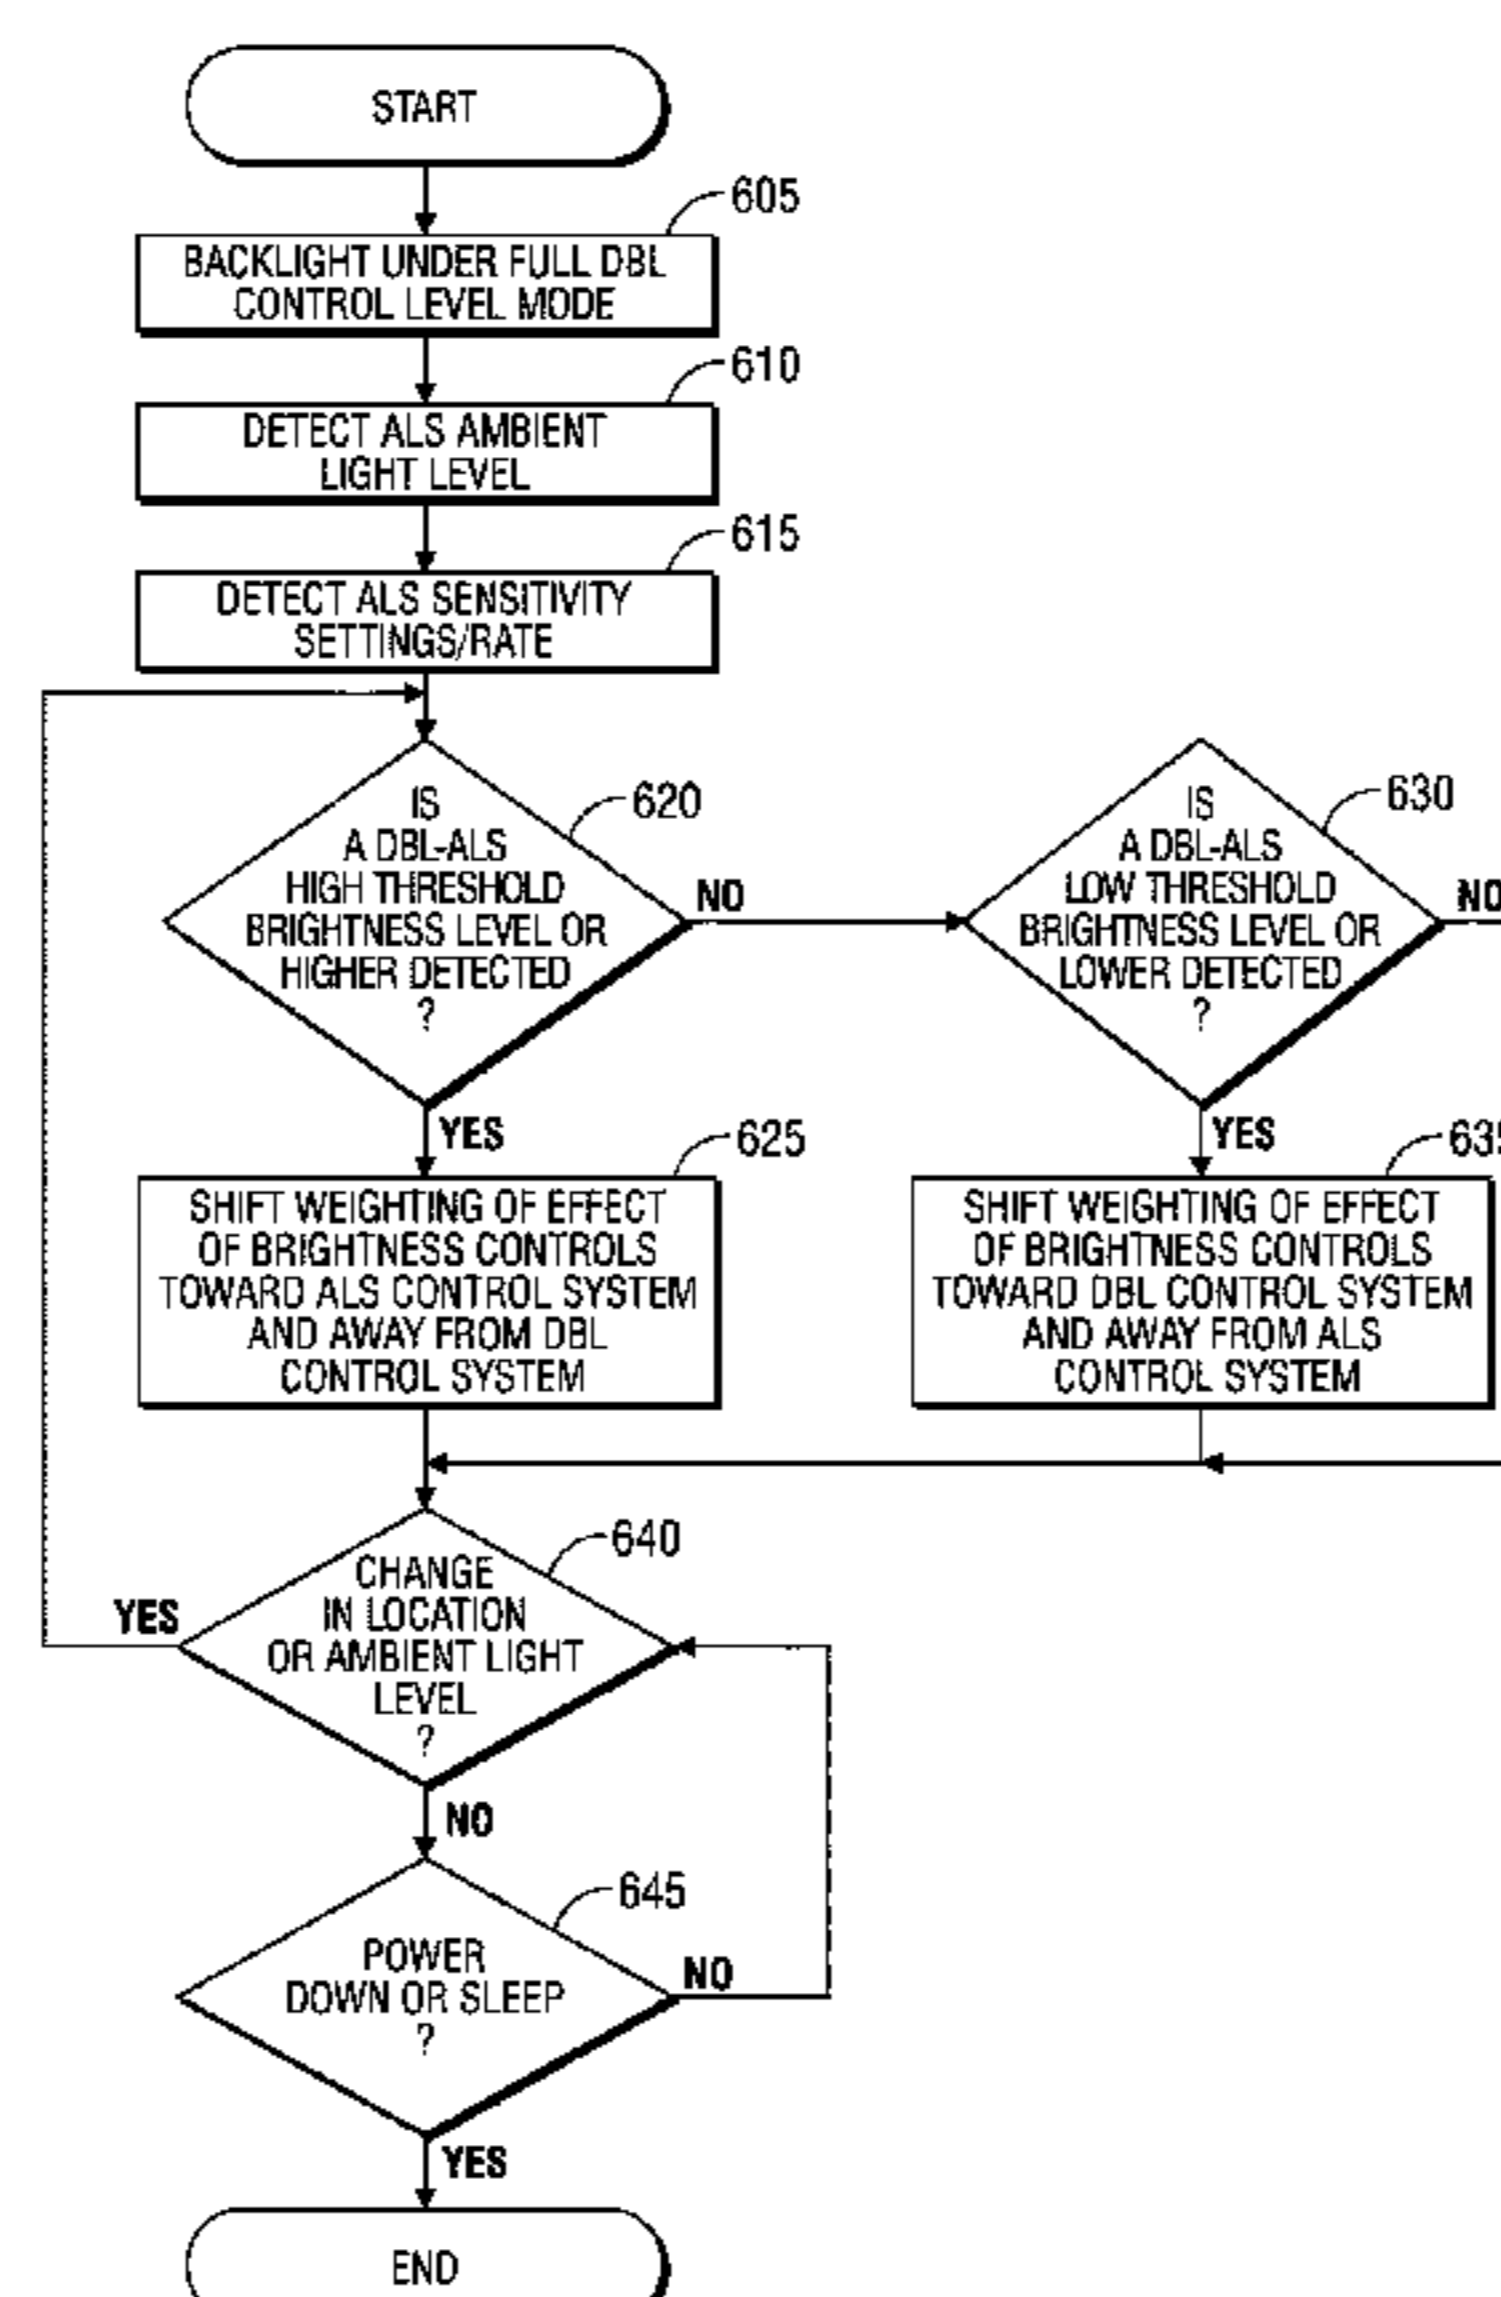 START
605
BACKLIGHT UNDER FULL DBL
CONTROL LEVEL MODE
610
DETECT ALS AMBIENT
LIGHT LEVEL
615
DETECT ALS SENSITIVITY
SETTINGS/RATE
620
IS
A DBL-ALS
HIGH THRESHOLD
BRIGHTNESS LEVEL OR
HIGHER DETECTED
?
NO
630
IS
A DBL-ALS
LOW THRESHOLD
BRIGHTNESS LEVEL OR
LOWER DETECTED
?
NO
YES
625
SHIFT WEIGHTING OF EFFECT
OF BRIGHTNESS CONTROLS
TOWARD ALS CONTROL SYSTEM
AND AWAY FROM DBL
CONTROL SYSTEM
YES
635
SHIFT WEIGHTING OF EFFECT
OF BRIGHTNESS CONTROLS
TOWARD DBL CONTROL SYSTEM
AND AWAY FROM ALS
CONTROL SYSTEM
640
CHANGE
IN LOCATION
OR AMBIENT LIGHT
LEVEL
?
YES
NO
645
POWER
DOWN OR SLEEP
?
NO
YES
END